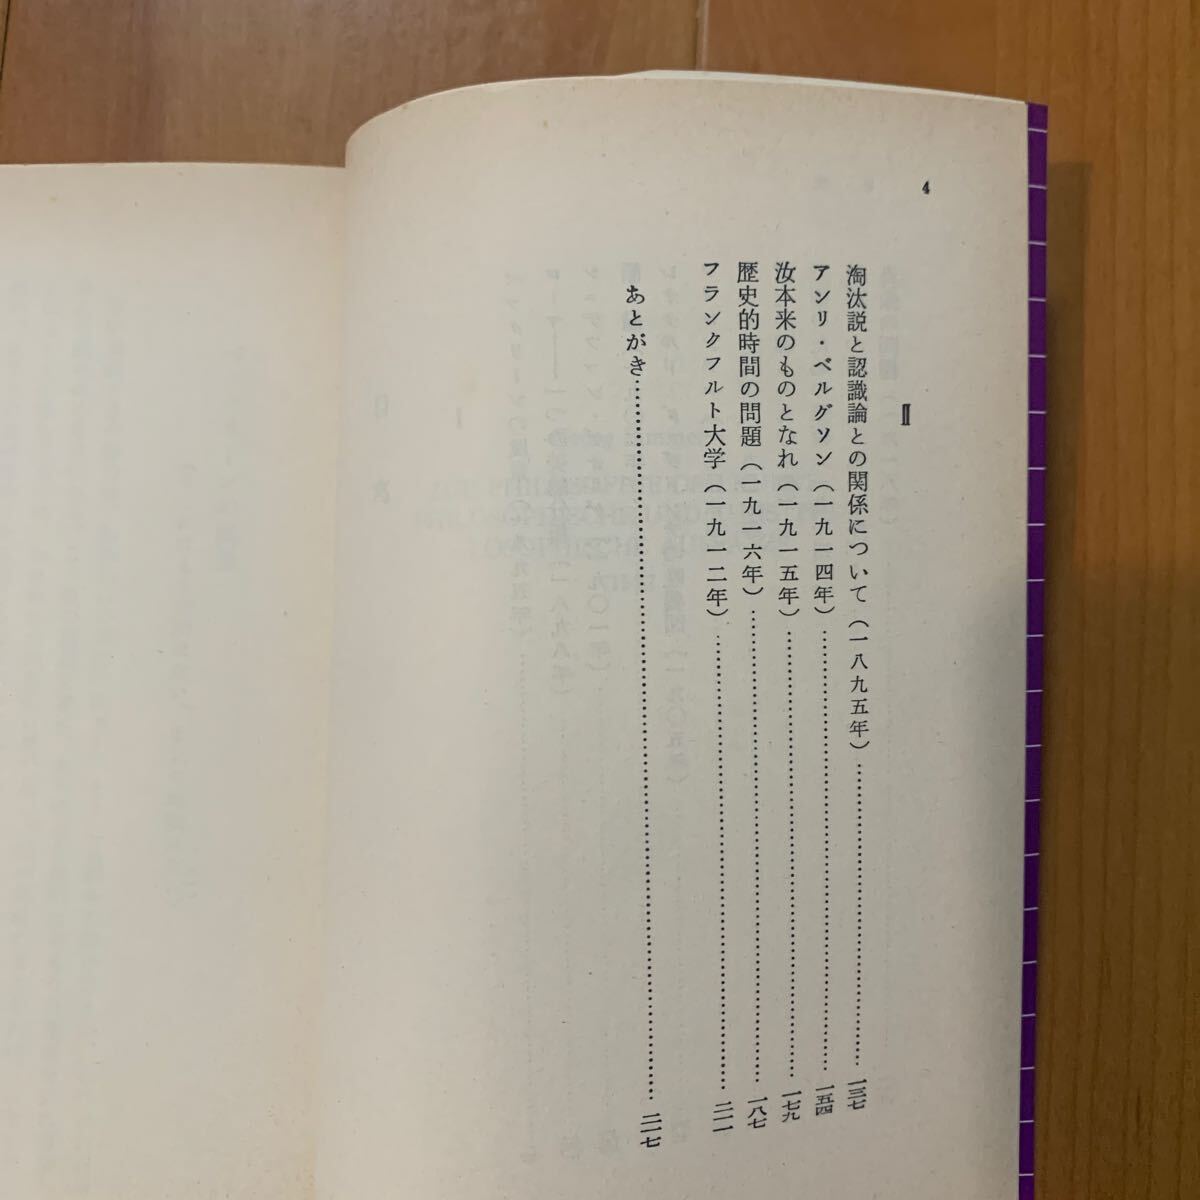 4
Ⅱ
淘汰説と認識論との関係について(一八九五年)……一三七
アンリ・ベルグソン(一九一四年)……一五四
汝本来のものとなれ(一九一五年)……一七九
歴史的時間の問題(一九一六年)……一八七
フランクフルト大学(一九一二年)……二一一
あとがき……二一七